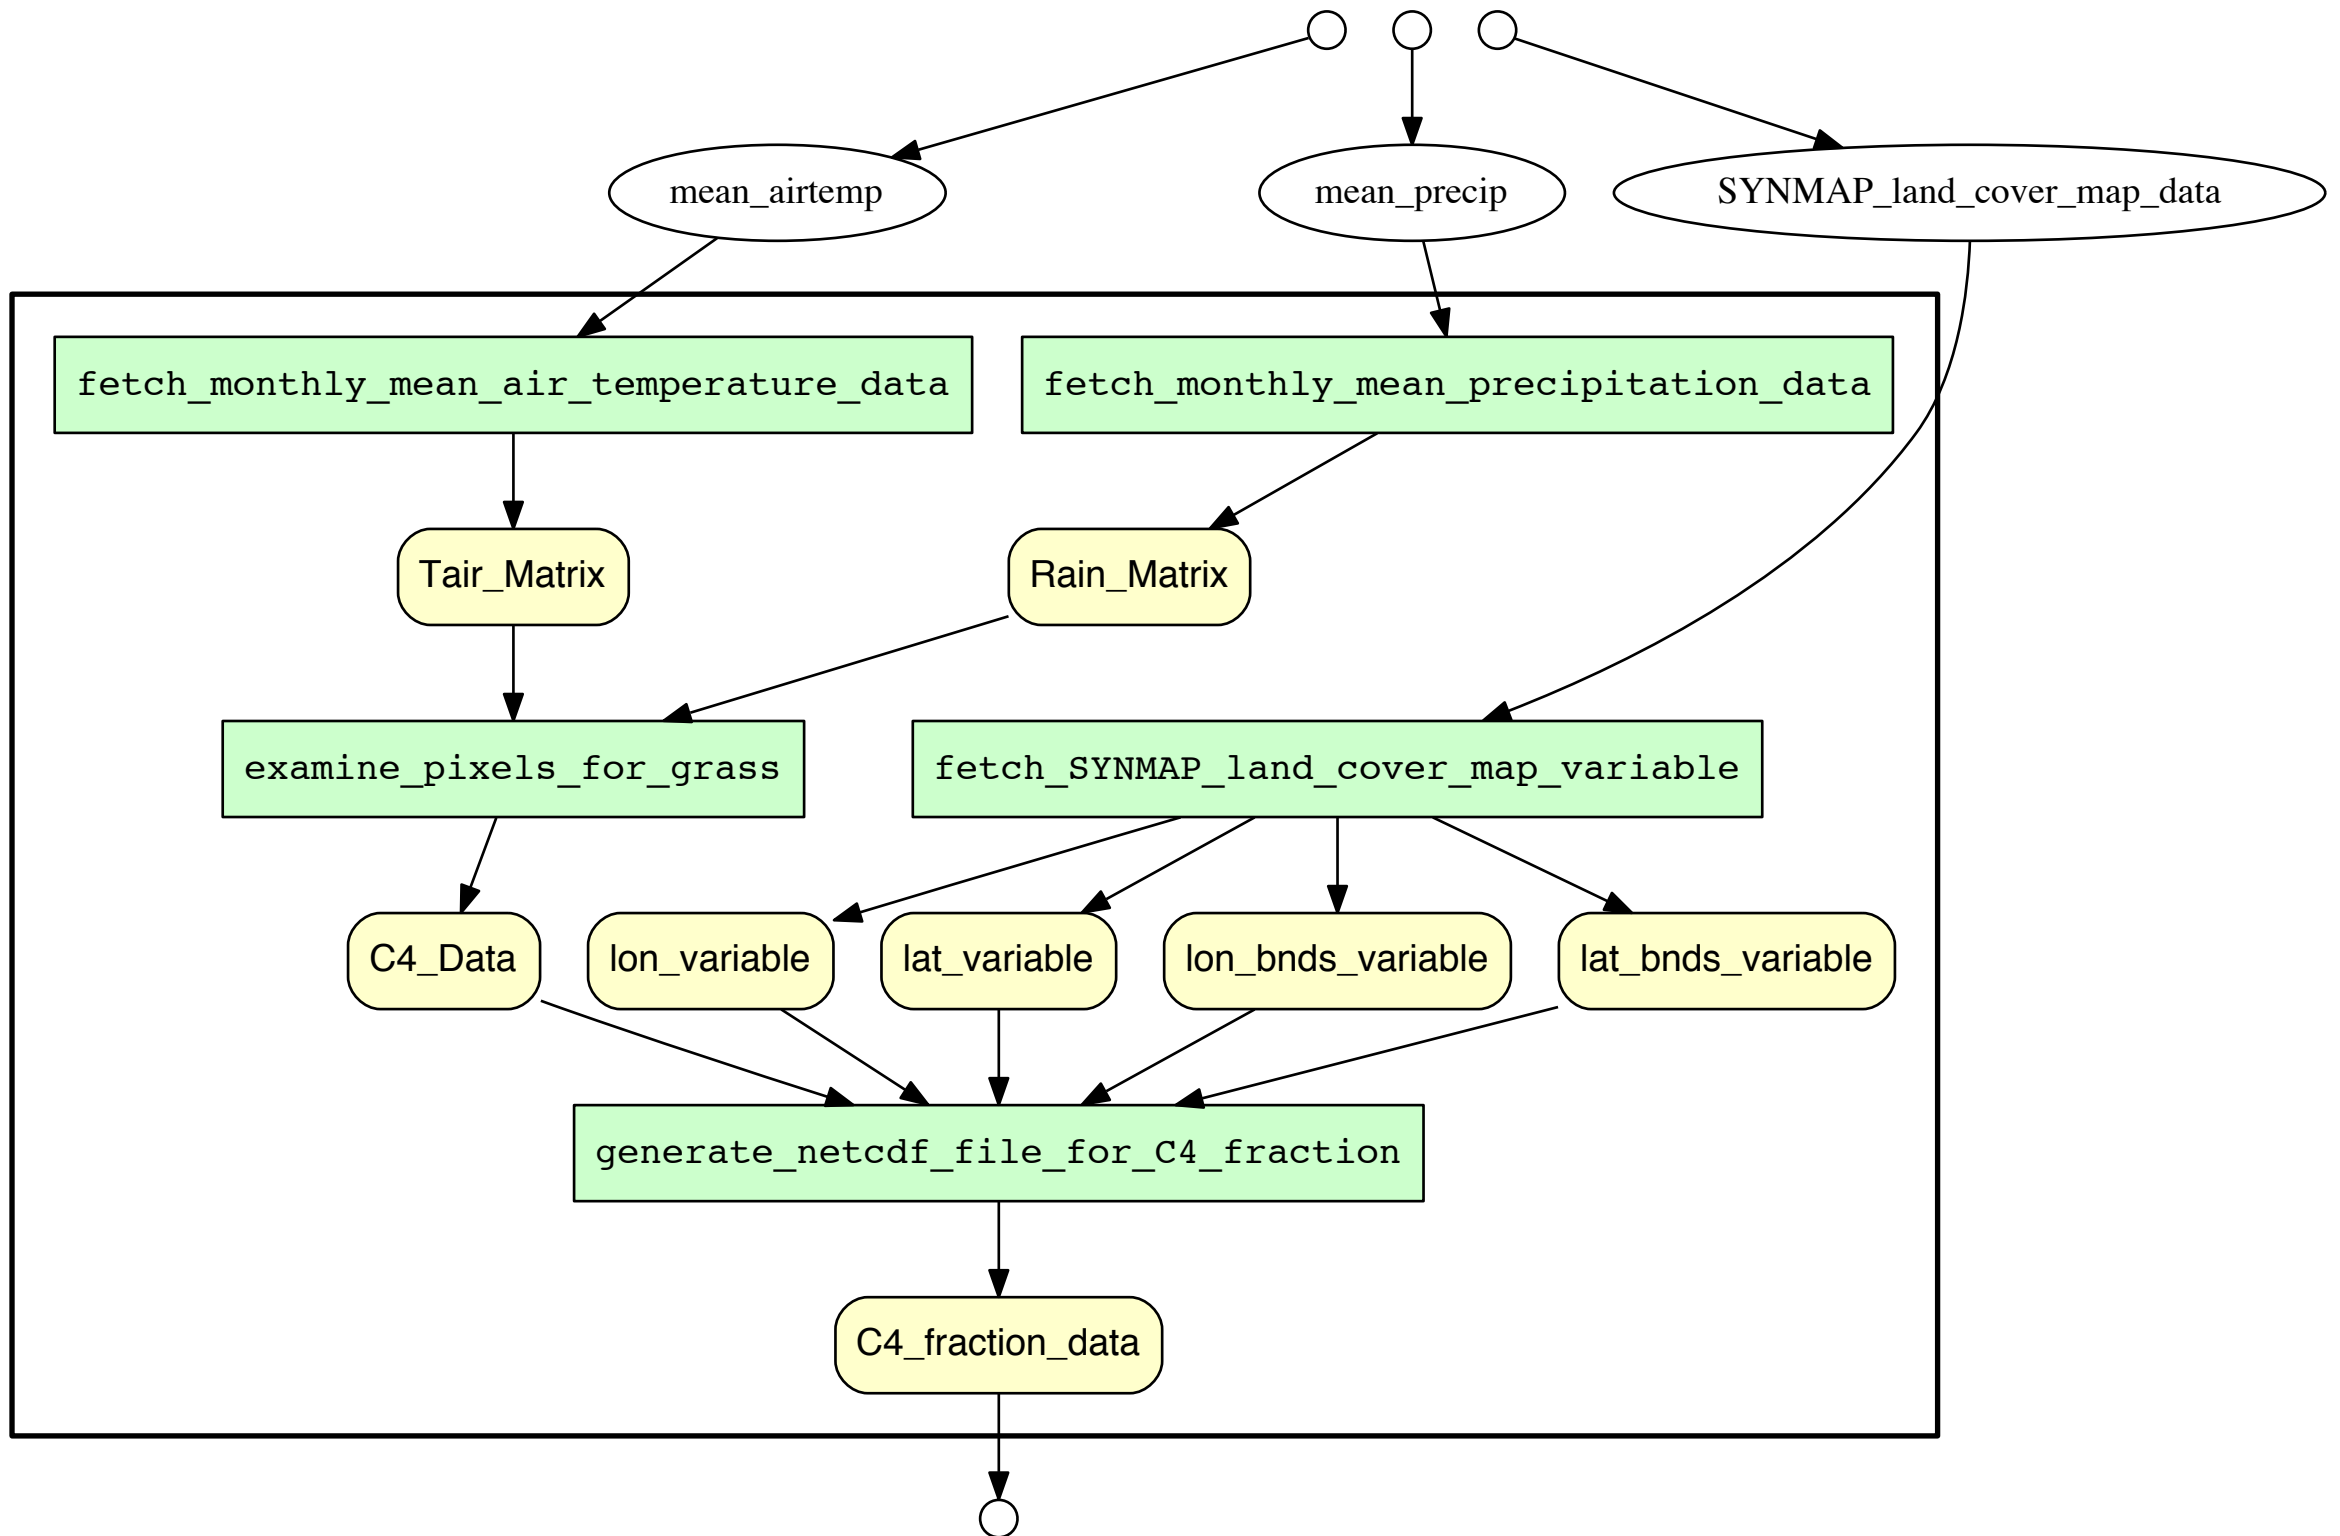 mean_airtemp
mean_precip
SYNMAP_land_cover_map_data
fetch_monthly_mean_air_temperature_data
fetch_monthly_mean_precipitation_data
Tair_Matrix
Rain_Matrix
examine_pixels_for_grass
fetch_SYNMAP_land_cover_map_variable
C4_Data
lon_variable
lat_variable
lon_bnds_variable
lat_bnds_variable
generate_netcdf_file_for_C4_fraction
C4_fraction_data